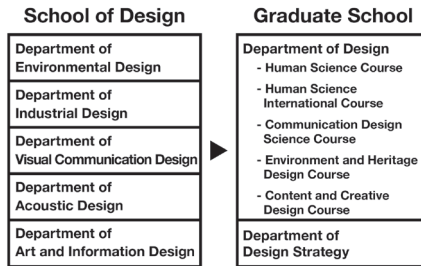 School of Design
Department of
Environmental Design
Department of
Industrial Design
Department of
Visual Communication Design
Department of
Acoustic Design
Department of
Art and Information Design
Graduate School
Department of Design
- Human Science Course
- Human Science
International Course
- Communication Design
Science Course
- Environment and Heritage
Design Course
- Content and Creative
Design Course
Department of
Design Strategy